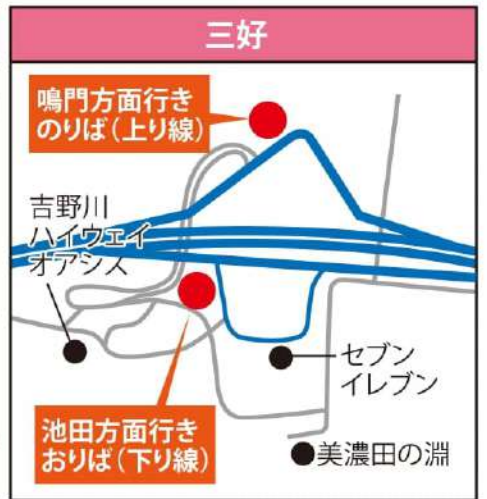 三好
鳴門方面行き
のりば（上り線）
吉野川
ハイウェイ
オアシス
セブン
イレブン
池田方面行き
おりば（下り線）
美濃田の淵